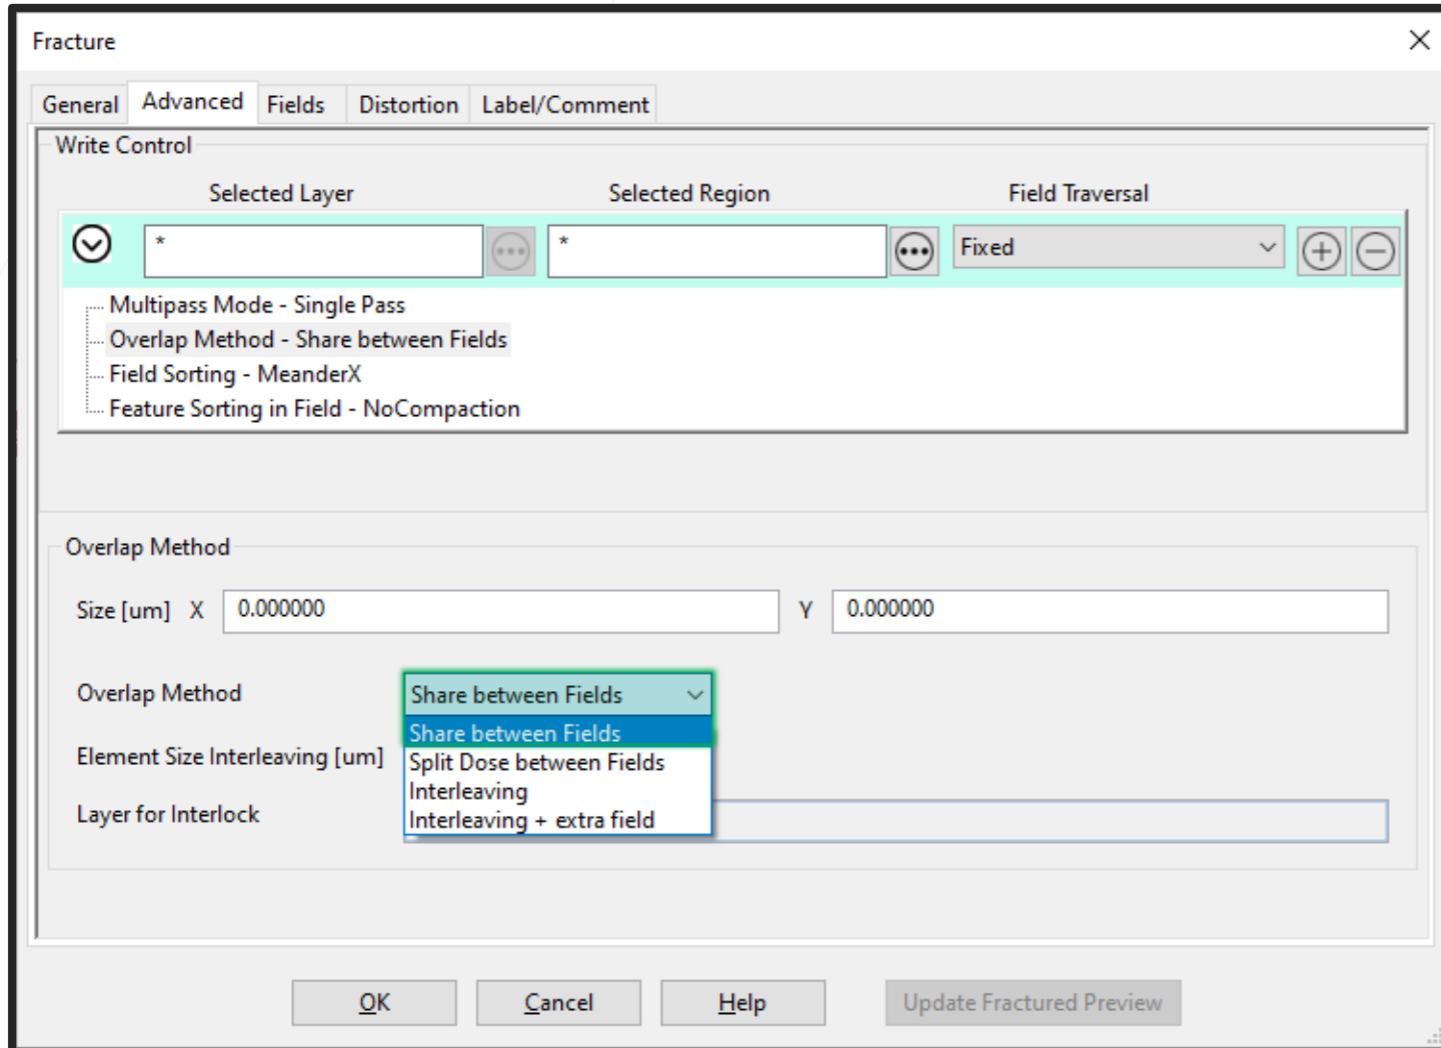 Fracture
General Advanced Fields Distortion Label/Comment
Write Control
Selected Layer Selected Region Field Traversal
* * Fixed
Multipass Mode - Single Pass
Overlap Method - Share between Fields
Field Sorting - MeanderX
Feature Sorting in Field - NoCompaction
Overlap Method
Size [um] X 0.000000 Y 0.000000
Overlap Method Share between Fields
Share between Fields
Element Size Interleaving [um] Split Dose between Fields
Interleaving
Layer for Interlock Interleaving + extra field
OK Cancel Help Update Fractured Preview